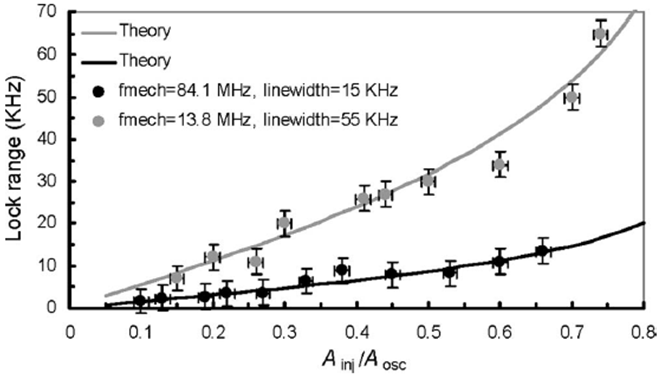 70
60
50
40
30
20
10
0
Lock range (KHz)
Theory
Theory
fmech=84.1 MHz, linewidth=15 KHz
fmech=13.8 MHz, linewidth=55 KHz
0 0.1 0.2 0.3 0.4 0.5 0.6 0.7 0.8
A inj /A osc